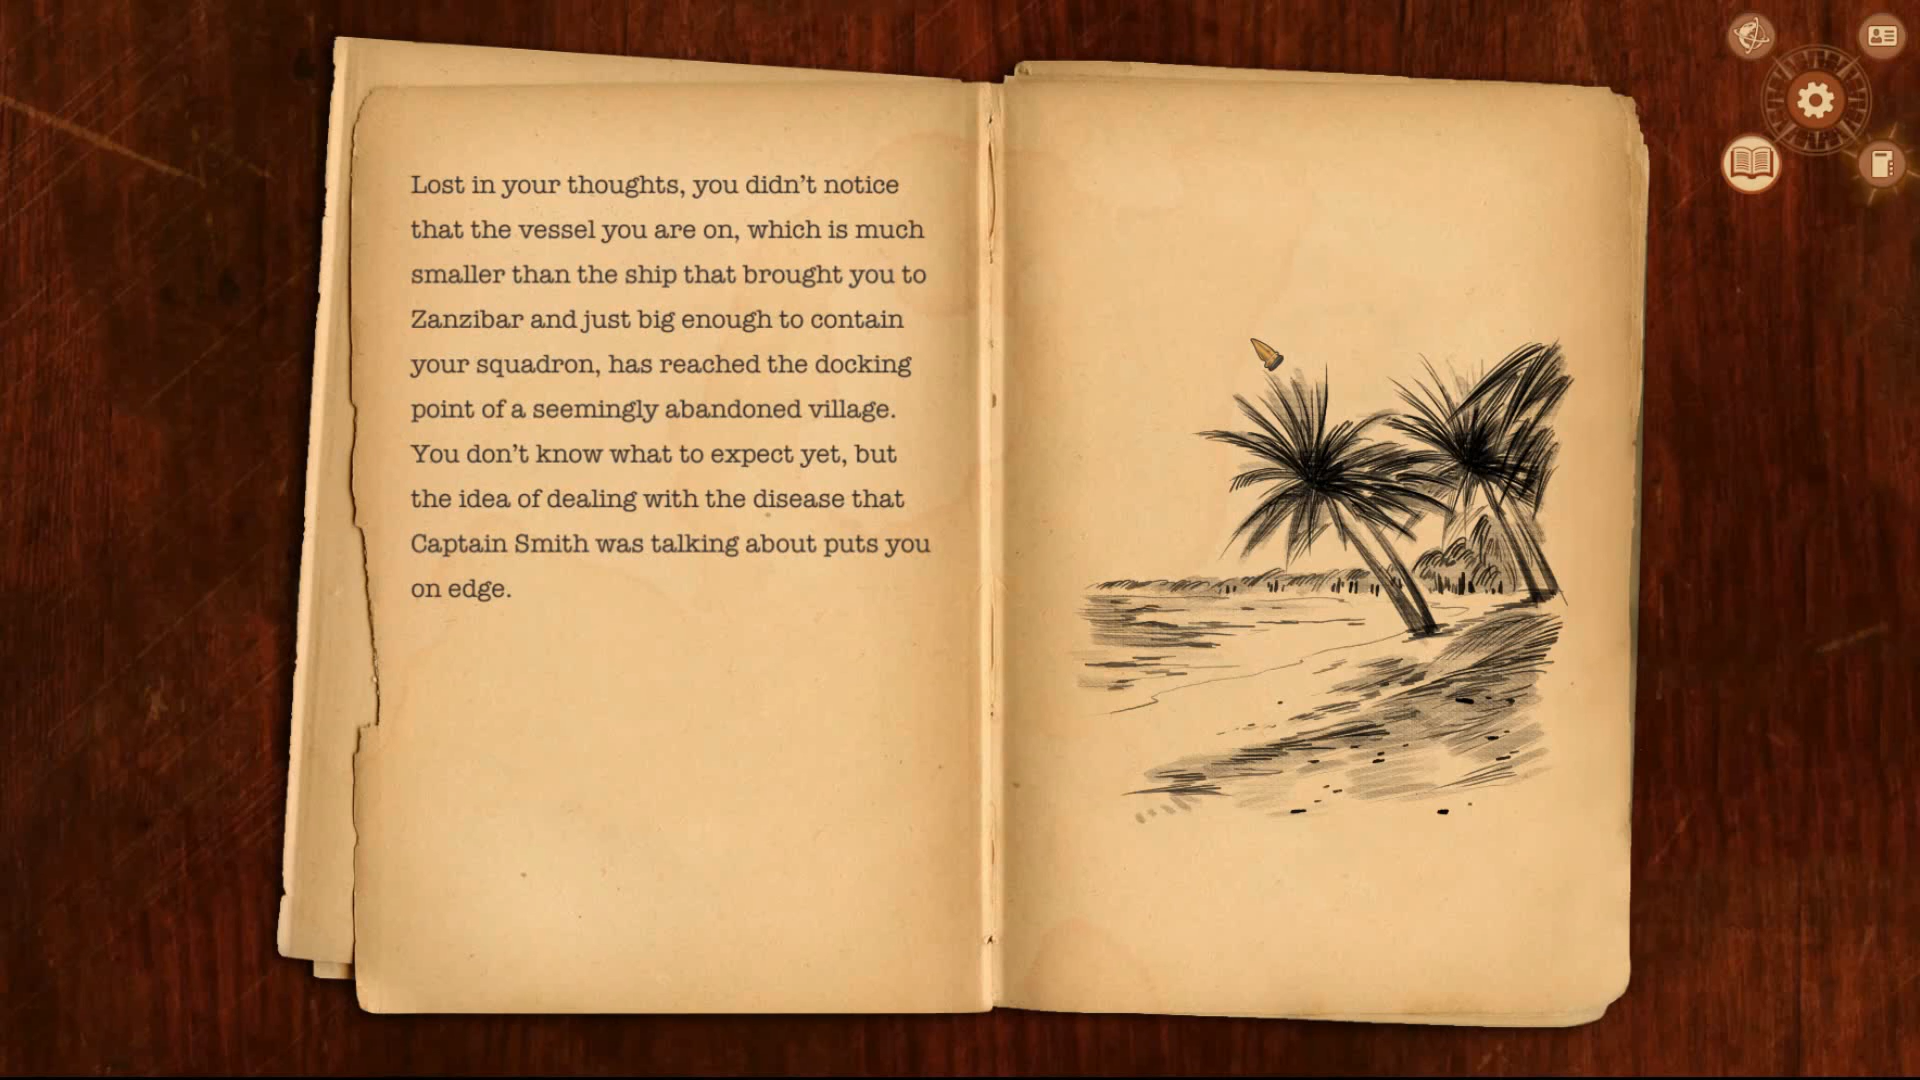 Lost in your thoughts, you didn’t notice
that the vessel you are on, which is much
smaller than the ship that brought you to
Zanzibar and just big enough to contain
your squadron, has reached the docking
point of a seemingly abandoned village.
You don’t know what to expect yet, but
the idea of dealing with the disease that
Captain Smith was talking about puts you
on edge.